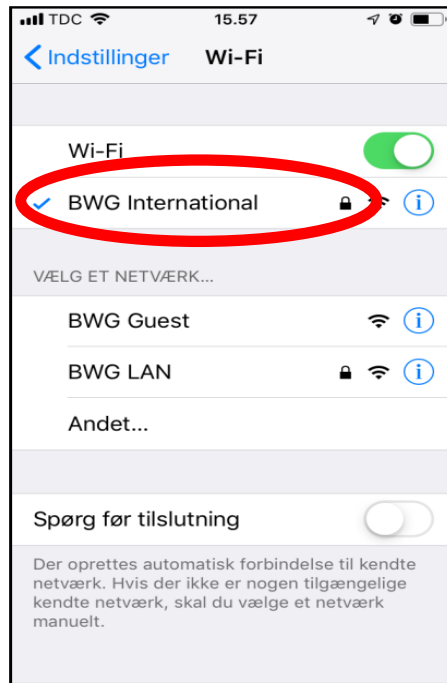 TDC 15.57
Indstillinger Wi-Fi
Wi-Fi
BWG International
VÆLG ET NETVÆRK...
BWG Guest
BWG LAN
Andet...
Spørg før tilslutning
Der oprettes automatisk forbindelse til kendte
netværk. Hvis der ikke er nogen tilgængelige
kendte netværk, skal du vælge et netværk
manuelt.